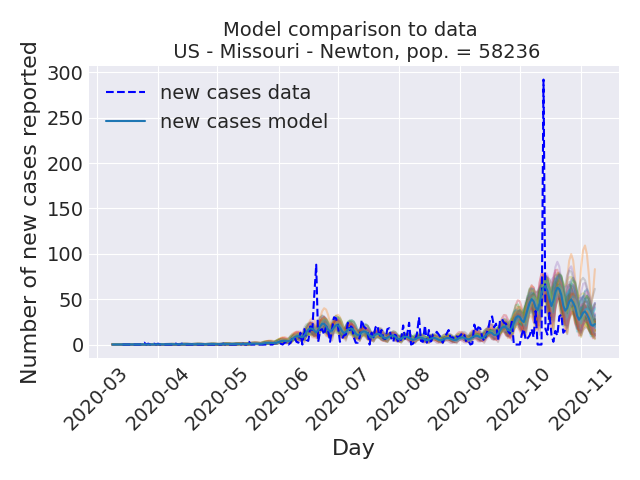 Model comparison to data
US - Missouri - Newton, pop. = 58236
Number of new cases reported
300
250
200
150
100
50
0
new cases data
new cases model
2020-03
2020-04
2020-05
2020-06
2020-07
2020-08
2020-09
2020-10
2020-11
Day